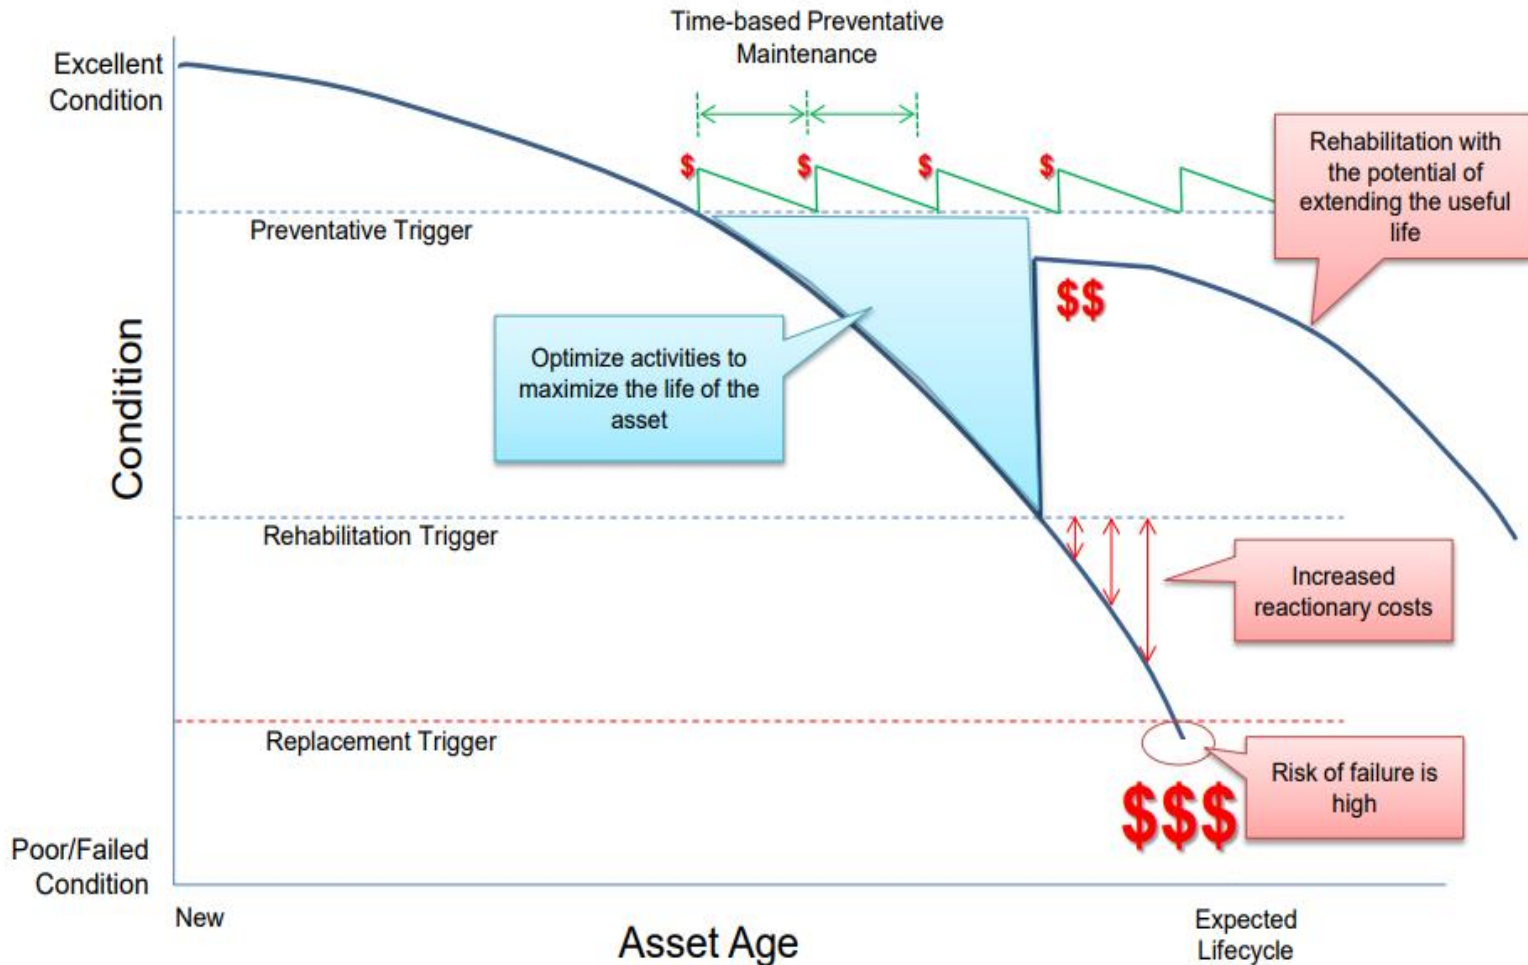 Time-based Preventative
Maintenance
Excellent
Condition
$
$
$
$
Rehabilitation with
the potential of
extending the useful
life
Preventative Trigger
$$
Optimize activities to
maximize the life of the
asset
Condition
Rehabilitation Trigger
Increased
reactionary costs
Replacement Trigger
Risk of failure is
high
$$$
Poor/Failed
Condition
New
Asset Age
Expected
Lifecycle